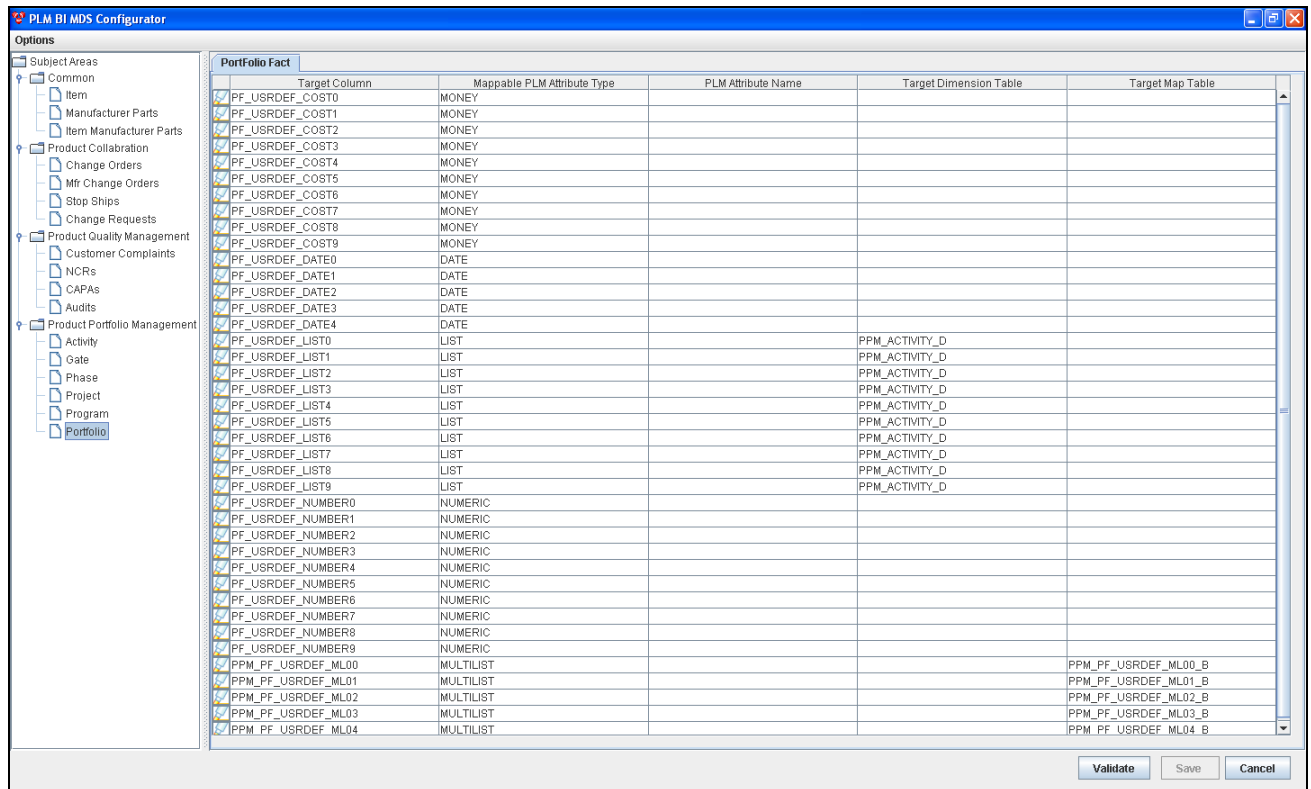 PLM BI MDS Configurator
Options
Subject Areas
Common
Item
Manufacturer Parts
Item Manufacturer Parts
Product Collabration
Change Orders
Mfr Change Orders
Stop Ships
Change Requests
Product Quality Management
Customer Complaints
NCRs
CAPAs
Audits
Product Portfolio Management
Activity
Gate
Phase
Project
Program
Portfolio
PortFolio Fact
Target Column Mappable PLM Attribute Type PLM Attribute Name Target Dimension Table Target Map Table
PF_USRDEF_COST0 MONEY
PF_USRDEF_COST1 MONEY
PF_USRDEF_COST2 MONEY
PF_USRDEF_COST3 MONEY
PF_USRDEF_COST4 MONEY
PF_USRDEF_COST5 MONEY
PF_USRDEF_COST6 MONEY
PF_USRDEF_COST7 MONEY
PF_USRDEF_COST8 MONEY
PF_USRDEF_COST9 MONEY
PF_USRDEF_DATE0 DATE
PF_USRDEF_DATE1 DATE
PF_USRDEF_DATE2 DATE
PF_USRDEF_DATE3 DATE
PF_USRDEF_DATE4 DATE
PF_USRDEF_LIST0 LIST PPM_ACTIVITY_D
PF_USRDEF_LIST1 LIST PPM_ACTIVITY_D
PF_USRDEF_LIST2 LIST PPM_ACTIVITY_D
PF_USRDEF_LIST3 LIST PPM_ACTIVITY_D
PF_USRDEF_LIST4 LIST PPM_ACTIVITY_D
PF_USRDEF_LIST5 LIST PPM_ACTIVITY_D
PF_USRDEF_LIST6 LIST PPM_ACTIVITY_D
PF_USRDEF_LIST7 LIST PPM_ACTIVITY_D
PF_USRDEF_LIST8 LIST PPM_ACTIVITY_D
PF_USRDEF_LIST9 LIST PPM_ACTIVITY_D
PF_USRDEF_NUMBER0 NUMERIC
PF_USRDEF_NUMBER1 NUMERIC
PF_USRDEF_NUMBER2 NUMERIC
PF_USRDEF_NUMBER3 NUMERIC
PF_USRDEF_NUMBER4 NUMERIC
PF_USRDEF_NUMBER5 NUMERIC
PF_USRDEF_NUMBER6 NUMERIC
PF_USRDEF_NUMBER7 NUMERIC
PF_USRDEF_NUMBER8 NUMERIC
PF_USRDEF_NUMBER9 NUMERIC
PPM_PF_USRDEF_ML00 MULTILIST PPM_PF_USRDEF_ML00_B
PPM_PF_USRDEF_ML01 MULTILIST PPM_PF_USRDEF_ML01_B
PPM_PF_USRDEF_ML02 MULTILIST PPM_PF_USRDEF_ML02_B
PPM_PF_USRDEF_ML03 MULTILIST PPM_PF_USRDEF_ML03_B
PPM_PF_USRDEF_ML04 MULTILIST PPM_PF_USRDEF_ML04_B
Validate Save Cancel